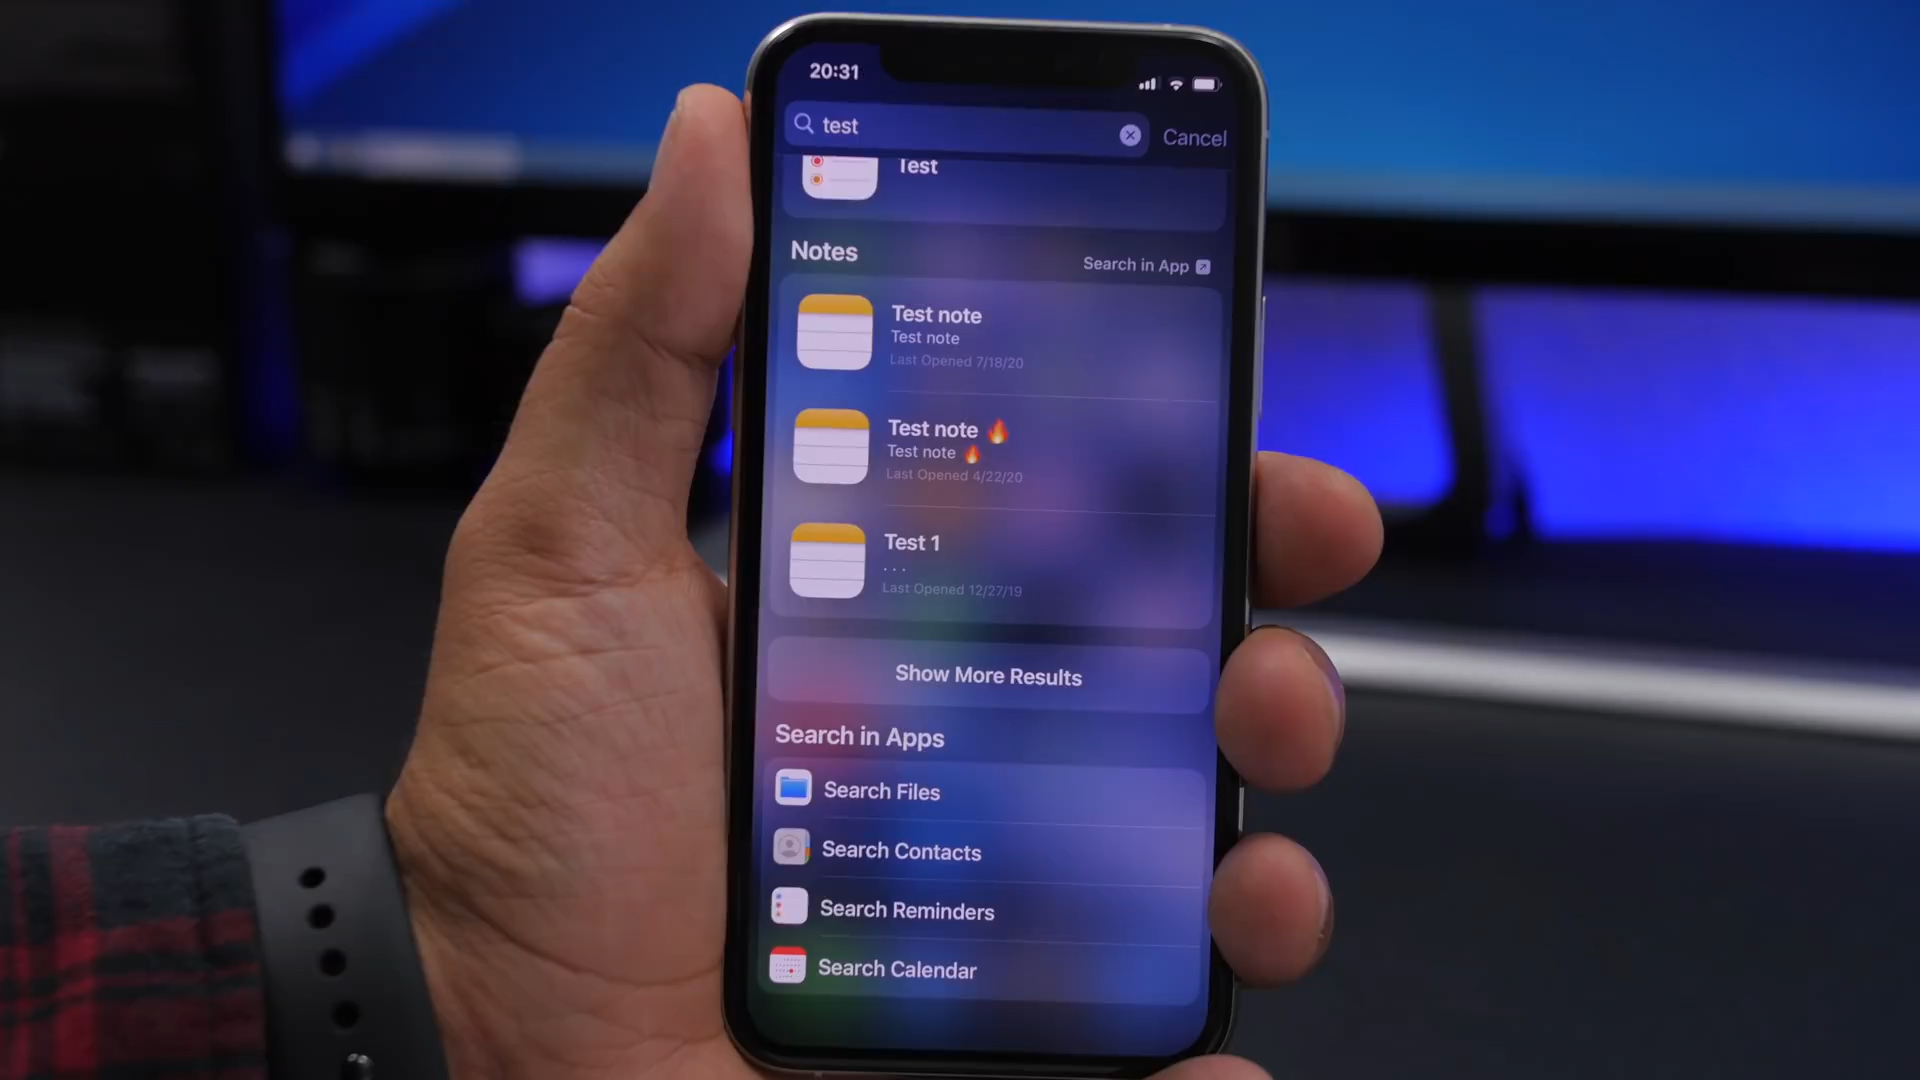 20:31
test
Cancel
Test
Notes
Search in App
Test note
Test note
Last Opened 7/18/20
Test note 🔥
Test note 🔥
Last Opened 4/22/20
Test 1
...
Last Opened 12/27/19
Show More Results
Search in Apps
Search Files
Search Contacts
Search Reminders
Search Calendar